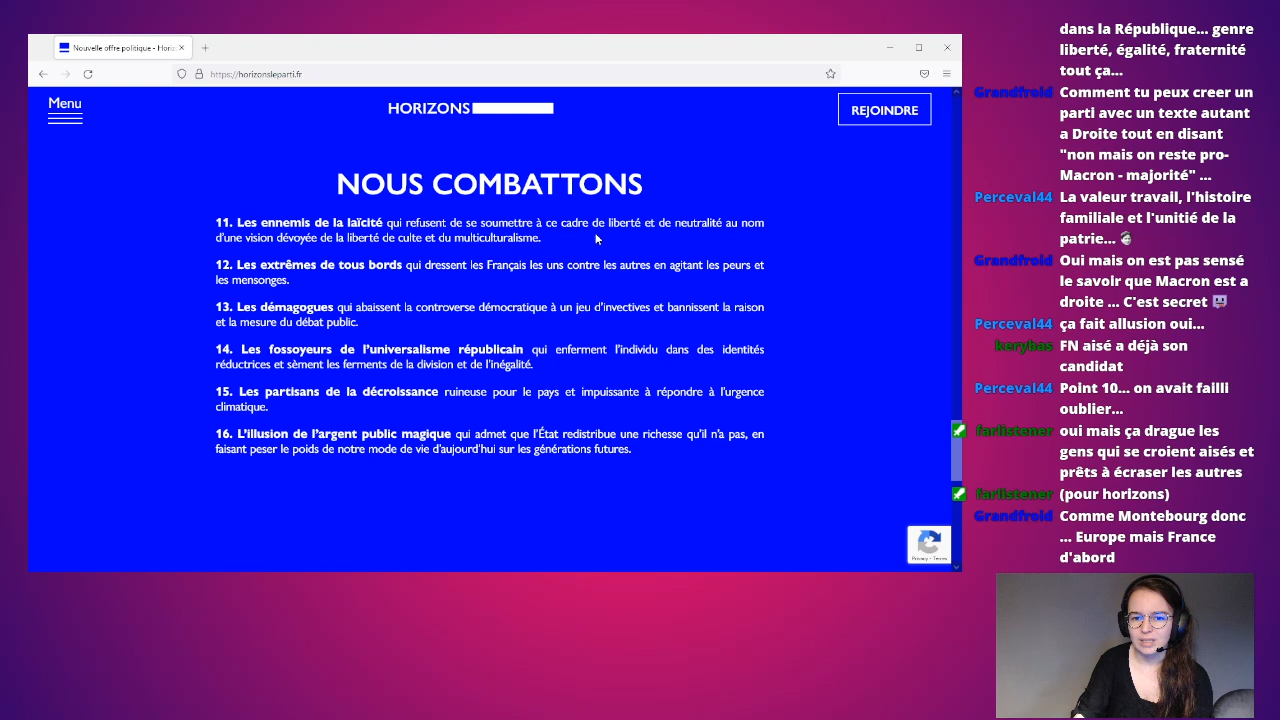 Nouvelle offre politique - Horiz
https://horizonsleparti.fr
Menu
HORIZONS
REJOINDRE
NOUS COMBATTONS
11. Les ennemis de la laïcité qui refusent de se soumettre à ce cadre de liberté et de neutralité au nom
d'une vision dévoyée de la liberté de culte et du multiculturalisme.
12. Les extrêmes de tous bords qui dressent les Français les uns contre les autres en agitant les peurs et
les mensonges.
13. Les démagogues qui abaissent la controverse démocratique à un jeu d'invectives et bannissent la raison
et la mesure du débat public.
14. Les fossoyeurs de l'universalisme républicain qui enferment l'individu dans des identités
réductrices et sèment les ferments de la division et de l'inégalité.
15. Les partisans de la décroissance ruineuse pour le pays et impuissante à répondre à l'urgence
climatique.
16. L'illusion de l'argent public magique qui admet que l'État redistribue une richesse qu'il n'a pas, en
faisant peser le poids de notre mode de vie d'aujourd'hui sur les générations futures.
Privacy - Terms
dans la République... genre
liberté, égalité, fraternité
tout ça...
Grandfroid Comment tu peux creer un
parti avec un texte autant
a Droite tout en disant
"non mais on reste pro-
Macron - majorité" ...
Perceval44 La valeur travail, l'histoire
familiale et l'unitié de la
patrie...
Grandfroid Oui mais on est pas sensé
le savoir que Macron est a
droite ... C'est secret
Perceval44 ça fait allusion oui...
kerybas FN aisé a déjà son
candidat
Perceval44 Point 10... on avait failli
oublier...
farlistener oui mais ça drague les
gens qui se croient aisés et
prêts à écraser les autres
farlistener (pour horizons)
Grandfroid Comme Montebourg donc
... Europe mais France
d'abord